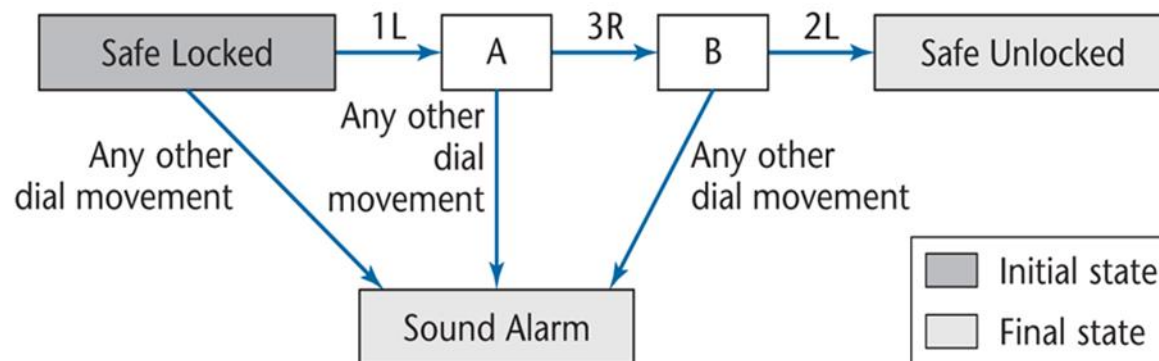 1L
3R
2L
Safe Locked
A
B
Safe Unlocked
Any other
dial movement
Any other
dial
movement
Any other
dial movement
Sound Alarm
Initial state
Final state